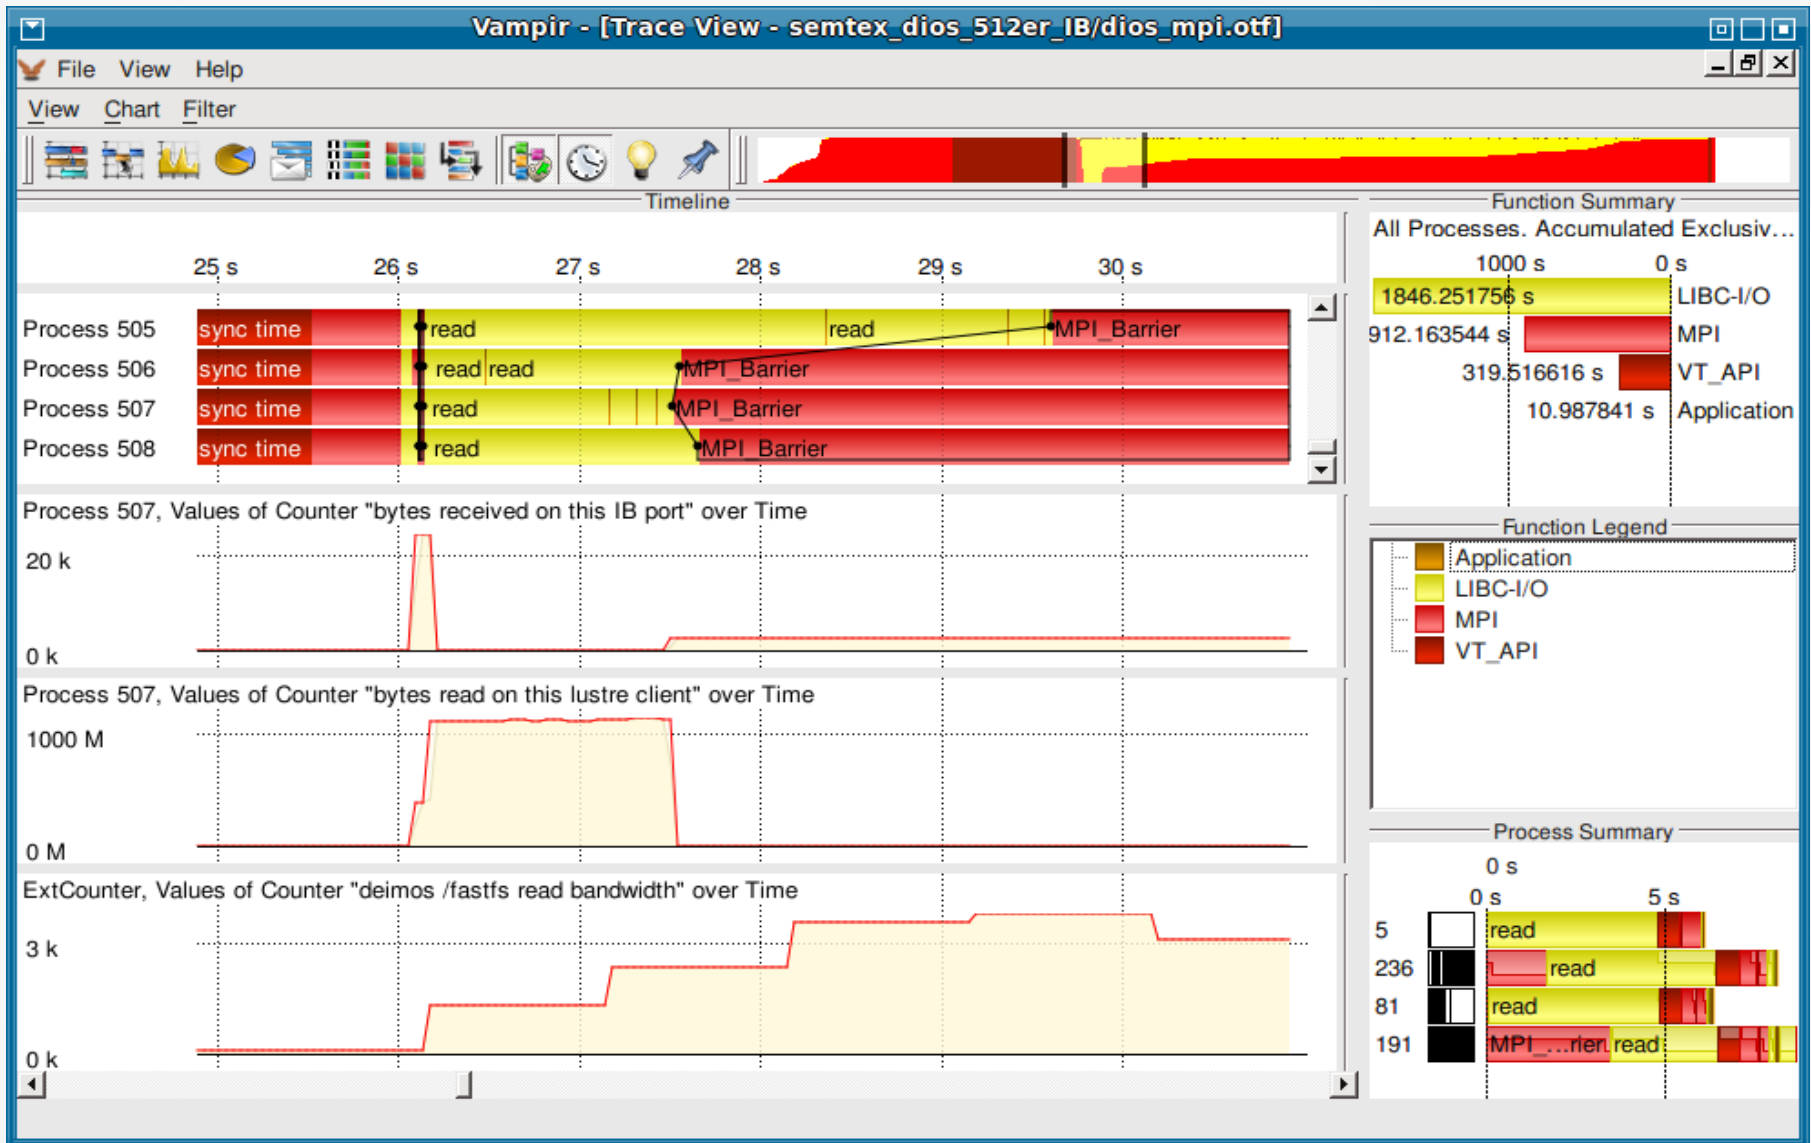 Vampir - [Trace View - semtex_dios_512er_IB/dios_mpi.otf]
File View Help
View Chart Filter
Timeline
25 s 26 s 27 s 28 s 29 s 30 s
Process 505 sync time read read MPI_Barrier
Process 506 sync time read read MPI_Barrier
Process 507 sync time read MPI_Barrier
Process 508 sync time read MPI_Barrier
Process 507, Values of Counter "bytes received on this IB port" over Time
20 k
0 k
Process 507, Values of Counter "bytes read on this lustre client" over Time
1000 M
0 M
ExtCounter, Values of Counter "deimos /fastfs read bandwidth" over Time
3 k
0 k
Function Summary
All Processes. Accumulated Exclusiv...
1000 s 0 s
1846.251756 s LIBC-I/O
912.163544 s MPI
319.516616 s VT_API
10.987841 s Application
Function Legend
Application
LIBC-I/O
MPI
VT_API
Process Summary
0 s
0 s 5 s
5 read
236 read
81 read
191 MPI_...rier read